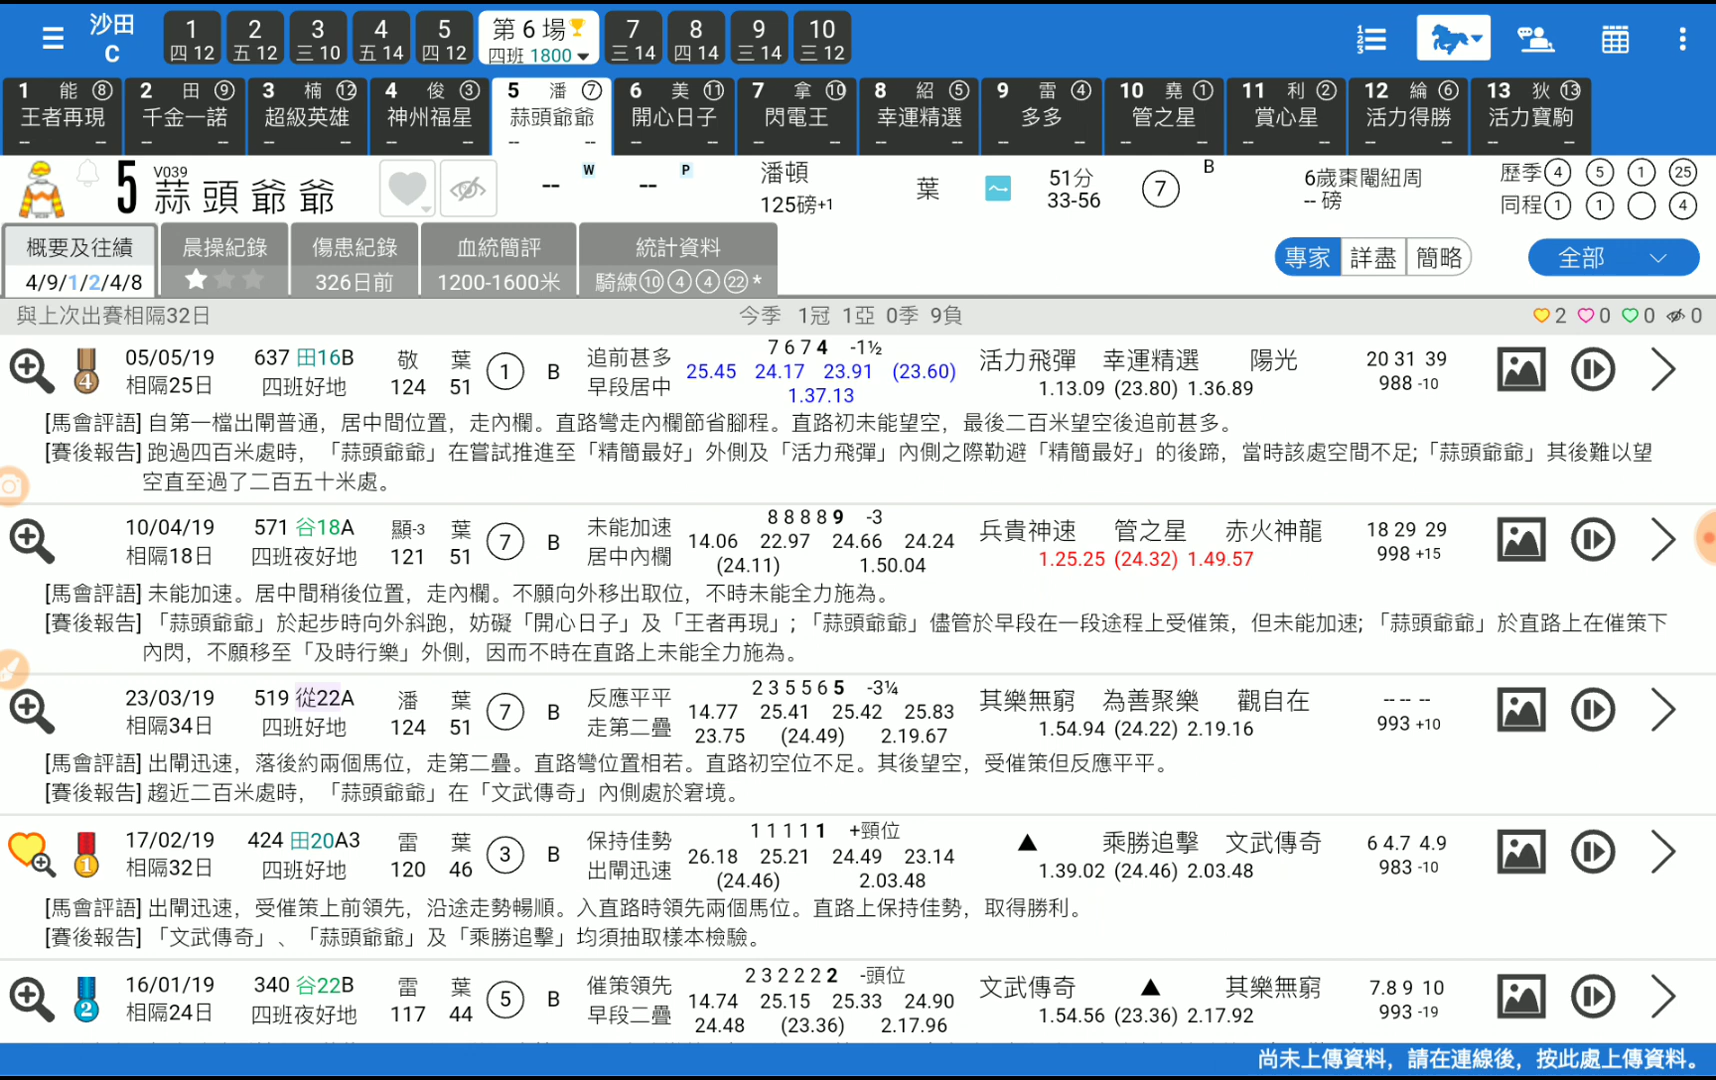 沙田 C
1 四 12
2 五 12
3 三 10
4 五 14
5 四 12
第 6 場 四班 1800
7 三 14
8 四 14
9 三 14
10 三 12
1 能 8 王者再現 -- --
2 田 9 千金一諾 -- --
3 楠 12 超級英雄 -- --
4 俊 3 神州福星 -- --
5 潘 7 蒜頭爺爺 -- --
6 美 11 開心日子 -- --
7 拿 10 閃電王 -- --
8 紹 5 幸運精選 -- --
9 雷 4 多多 -- --
10 堯 1 管之星 -- --
11 利 2 賞心星 -- --
12 綸 6 活力得勝 -- --
13 狄 13 活力寶駒 -- --
5 V039 蒜頭爺爺 -- W -- P 潘頓 125磅+1 葉 51分 33-56 7 B 6歲棗閹紐周 -- 磅
歷季 4 5 1 25
同程 1 1 4
概要及往績 4/9/1/2/4/8
晨操紀錄
傷患紀錄 326日前
血統簡評 1200-1600米
統計資料 騎練 10 4 4 22 *
專家 詳盡 簡略 全部
與上次出賽相隔32日 今季 1冠 1亞 0季 9負 2 0 0 0
4 05/05/19 637 田16B 敬 葉 1 B 追前甚多 7 6 7 4 -1½ 活力飛彈 幸運精選 陽光 20 31 39
相隔25日 四班好地 124 51 早段居中 25.45 24.17 23.91 (23.60) 1.37.13 1.13.09 (23.80) 1.36.89 988 -10
[馬會評語] 自第一檔出閘普通，居中間位置，走內欄。直路彎走內欄節省腳程。直路初未能望空，最後二百米望空後追前甚多。
[賽後報告] 跑過四百米處時，「蒜頭爺爺」在嘗試推進至「精簡最好」外側及「活力飛彈」內側之際勒避「精簡最好」的後蹄，當時該處空間不足;「蒜頭爺爺」其後難以望
空直至過了二百五十米處。
10/04/19 571 谷18A 顯-3 葉 7 B 未能加速 8 8 8 8 9 -3 兵貴神速 管之星 赤火神龍 18 29 29
相隔18日 四班夜好地 121 51 居中內欄 14.06 22.97 24.66 24.24 (24.11) 1.50.04 1.25.25 (24.32) 1.49.57 998 +15
[馬會評語] 未能加速。居中間稍後位置，走內欄。不願向外移出取位，不時未能全力施為。
[賽後報告] 「蒜頭爺爺」於起步時向外斜跑，妨礙「開心日子」及「王者再現」;「蒜頭爺爺」儘管於早段在一段途程上受催策，但未能加速;「蒜頭爺爺」於直路上在催策下
內閃，不願移至「及時行樂」外側，因而不時在直路上未能全力施為。
23/03/19 519 從22A 潘 葉 7 B 反應平平 2 3 5 5 6 5 -3¼ 其樂無窮 為善聚樂 觀自在 -- -- --
相隔34日 四班好地 124 51 走第二疊 14.77 25.41 25.42 25.83 23.75 (24.49) 2.19.67 1.54.94 (24.22) 2.19.16 993 +10
[馬會評語] 出閘迅速，落後約兩個馬位，走第二疊。直路彎位置相若。直路初空位不足。其後望空，受催策但反應平平。
[賽後報告] 趨近二百米處時，「蒜頭爺爺」在「文武傳奇」內側處於窘境。
1 17/02/19 424 田20A3 雷 葉 3 B 保持佳勢 1 1 1 1 1 +頸位 ▲ 乘勝追擊 文武傳奇 6 4.7 4.9
相隔32日 四班好地 120 46 出閘迅速 26.18 25.21 24.49 23.14 (24.46) 2.03.48 1.39.02 (24.46) 2.03.48 983 -10
[馬會評語] 出閘迅速，受催策上前領先，沿途走勢暢順。入直路時領先兩個馬位。直路上保持佳勢，取得勝利。
[賽後報告] 「文武傳奇」、「蒜頭爺爺」及「乘勝追擊」均須抽取樣本檢驗。
2 16/01/19 340 谷22B 雷 葉 5 B 催策領先 2 3 2 2 2 2 -頭位 文武傳奇 ▲ 其樂無窮 7.8 9 10
相隔24日 四班夜好地 117 44 早段二疊 14.74 25.15 25.33 24.90 24.48 (23.36) 2.17.96 1.54.56 (23.36) 2.17.92 993 -19
尚未上傳資料，請在連線後，按此處上傳資料。